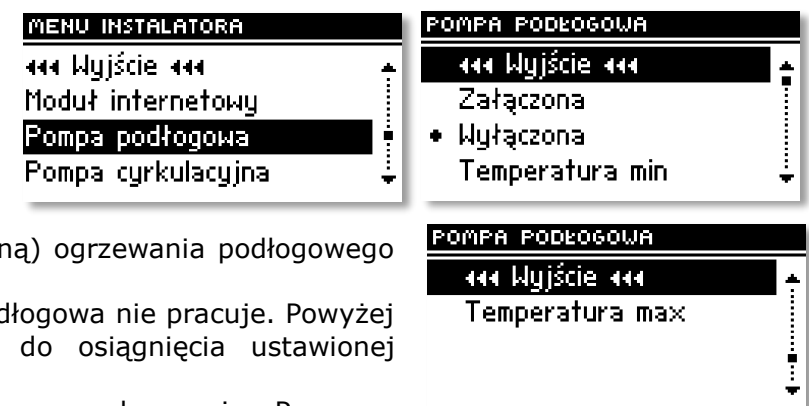 MENU INSTALATORA
Wyjście
Moduł internetowy
Pompa podłogowa
Pompa cyrkulacyjna
POMPA PODŁOGOWA
Wyjście
Załączona
Wyłączona
Temperatura min
ną) ogrzewania podłogowego
dłogowa nie pracuje. Powyżej
do osiągnięcia ustawionej
POMPA PODŁOGOWA
Wyjście
Temperatura max